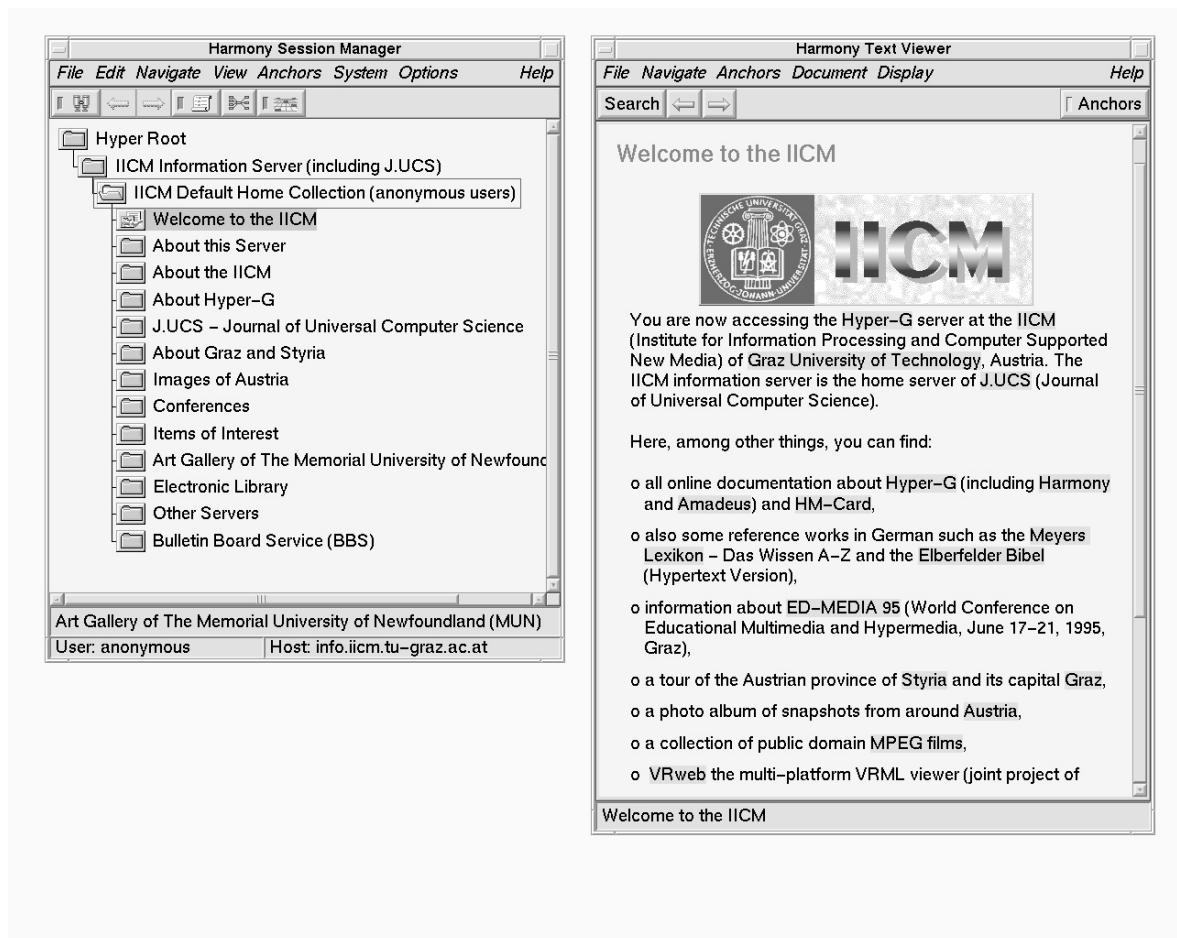 Harmony Session Manager
File Edit Navigate View Anchors System Options Help
Hyper Root
IICM Information Server (including J.UCS)
IICM Default Home Collection (anonymous users)
Welcome to the IICM
About this Server
About the IICM
About Hyper-G
J.UCS – Journal of Universal Computer Science
About Graz and Styria
Images of Austria
Conferences
Items of Interest
Art Gallery of The Memorial University of Newfounc
Electronic Library
Other Servers
Bulletin Board Service (BBS)
Art Gallery of The Memorial University of Newfoundland (MUN)
User: anonymous Host: info.iicm.tu-graz.ac.at
Harmony Text Viewer
File Navigate Anchors Document Display Help
Search Anchors
Welcome to the IICM
TECHNISCHE UNIVERSITÄT GRAZ
ERZHERZOG-JOHANN-UNIVERSITÄT
IICM
You are now accessing the Hyper-G server at the IICM
(Institute for Information Processing and Computer Supported
New Media) of Graz University of Technology, Austria. The
IICM information server is the home server of J.UCS (Journal
of Universal Computer Science).
Here, among other things, you can find:
o all online documentation about Hyper-G (including Harmony
and Amadeus) and HM-Card,
o also some reference works in German such as the Meyers
Lexikon – Das Wissen A-Z and the Elberfelder Bibel
(Hypertext Version),
o information about ED-MEDIA 95 (World Conference on
Educational Multimedia and Hypermedia, June 17-21, 1995,
Graz),
o a tour of the Austrian province of Styria and its capital Graz,
o a photo album of snapshots from around Austria,
o a collection of public domain MPEG films,
o VRweb the multi-platform VRML viewer (joint project of
Welcome to the IICM